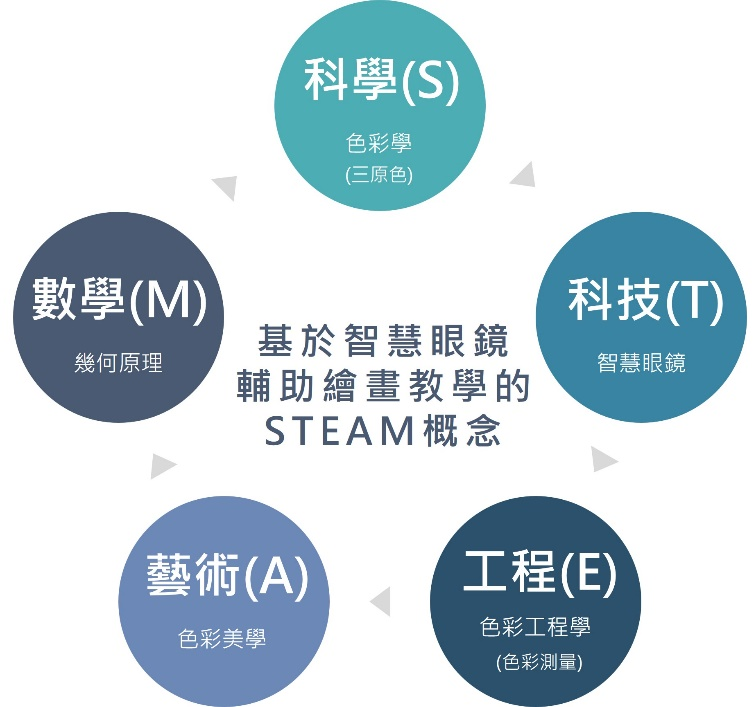 科學(S)
色彩學
(三原色)
科技(T)
智慧眼鏡
工程(E)
色彩工程學
(色彩測量)
藝術(A)
色彩美學
數學(M)
幾何原理
基於智慧眼鏡
輔助繪畫教學的
STEAM概念